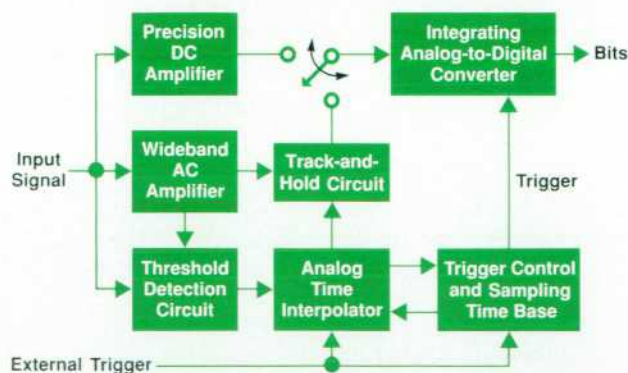 Precision
DC
Amplifier
Integrating
Analog-to-Digital
Converter
Bits
Input
Signal
Wideband
AC
Amplifier
Track-and-
Hold Circuit
Trigger
Threshold
Detection
Circuit
Analog
Time
Interpolator
Trigger Control
and Sampling
Time Base
External Trigger